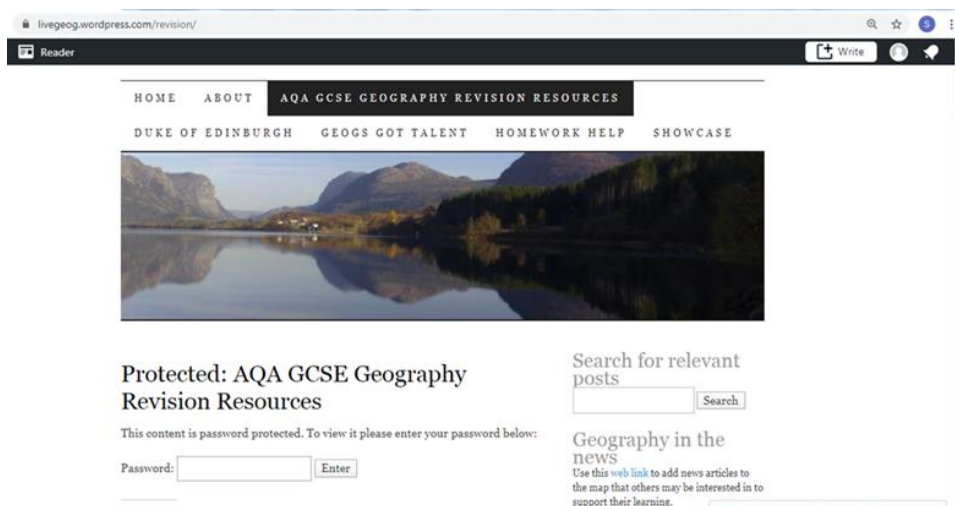 livegeog.wordpress.com/revision/
S
Reader
Write
HOME ABOUT AQA GCSE GEOGRAPHY REVISION RESOURCES
DUKE OF EDINBURGH GEOGS GOT TALENT HOMEWORK HELP SHOWCASE
Protected: AQA GCSE Geography
Revision Resources
This content is password protected. To view it please enter your password below:
Password:
Enter
Search for relevant
posts
Search
Geography in the
news
Use this web link to add news articles to
the map that others may be interested in to
support their learning.